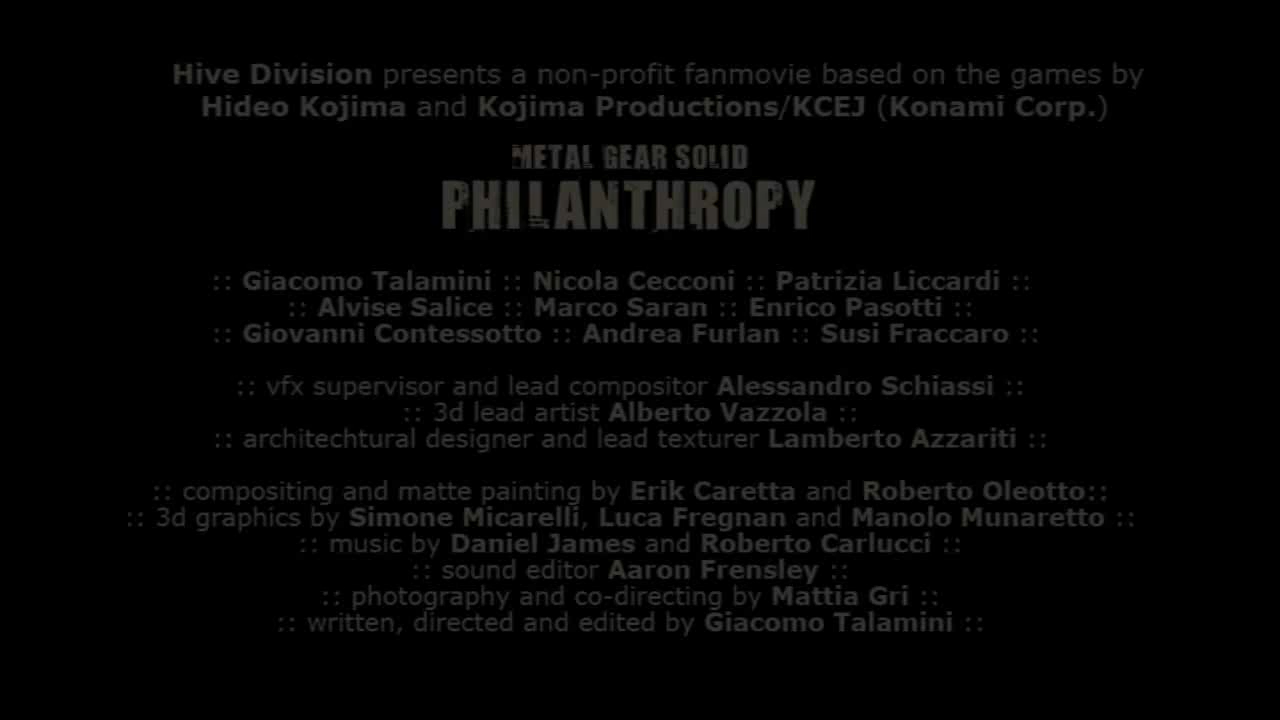 Hive Division presents a non-profit fanmovie based on the games by
Hideo Kojima and Kojima Productions/KCEJ (Konami Corp.)
METAL GEAR SOLID
PHILANTHROPY
:: Giacomo Talamini :: Nicola Cecconi :: Patrizia Liccardi ::
:: Alvise Salice :: Marco Saran :: Enrico Pasotti ::
:: Giovanni Contessotto :: Andrea Furlan :: Susi Fraccaro ::
:: vfx supervisor and lead compositor Alessandro Schiassi ::
:: 3d lead artist Alberto Vazzola ::
:: architechtural designer and lead texturer Lamberto Azzariti ::
:: compositing and matte painting by Erik Caretta and Roberto Oleotto::
:: 3d graphics by Simone Micarelli, Luca Fregnan and Manolo Munaretto ::
:: music by Daniel James and Roberto Carlucci ::
:: sound editor Aaron Frensley ::
:: photography and co-directing by Mattia Gri ::
:: written, directed and edited by Giacomo Talamini ::